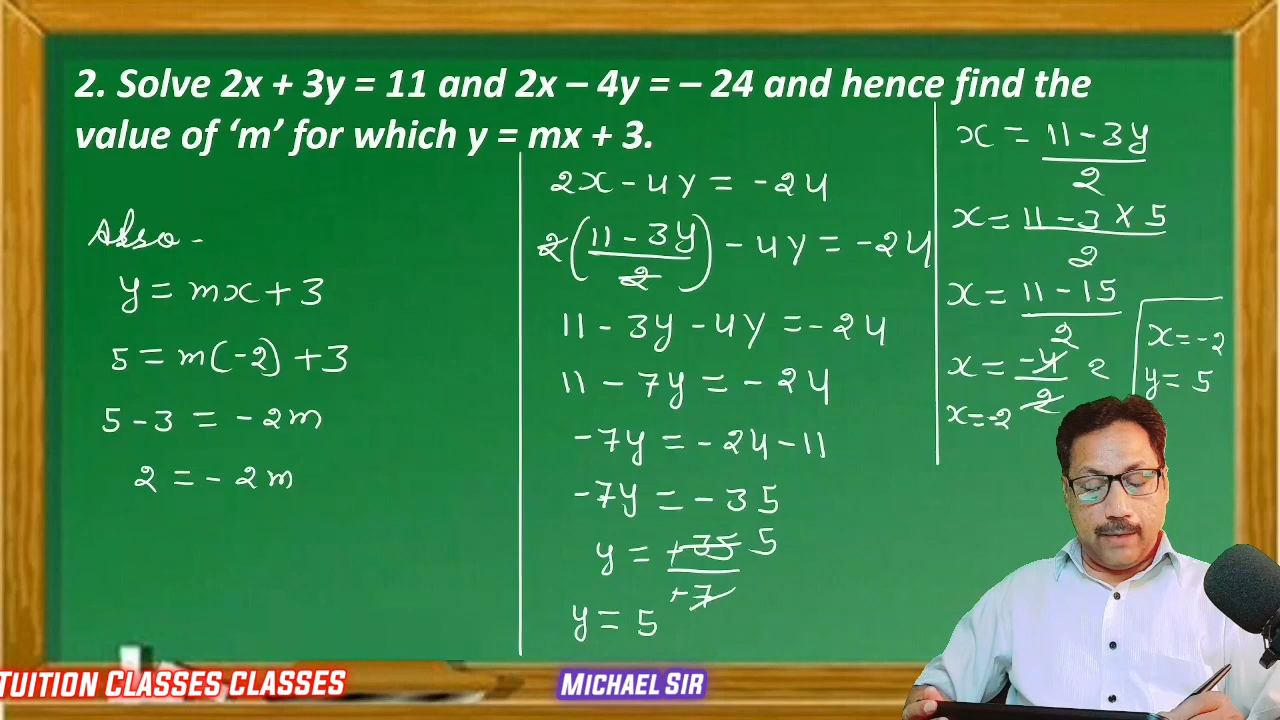 2. Solve 2x + 3y = 11 and 2x – 4y = – 24 and hence find the
value of ‘m’ for which y = mx + 3.
Also -
y = mx + 3
5 = m(-2) + 3
5 - 3 = -2m
2 = - 2m
2x - 4y = -24
2((11 - 3y)/2) - 4y = -24
11 - 3y - 4y = -24
11 - 7y = -24
-7y = -24 - 11
-7y = -35
y = +35/+7 5
y = 5
x = (11 - 3y)/2
x = (11 - 3 × 5)/2
x = (11 - 15)/2
x = -4/2 2
x = -2
x = -2
y = 5
TUITION CLASSES CLASSES
MICHAEL SIR